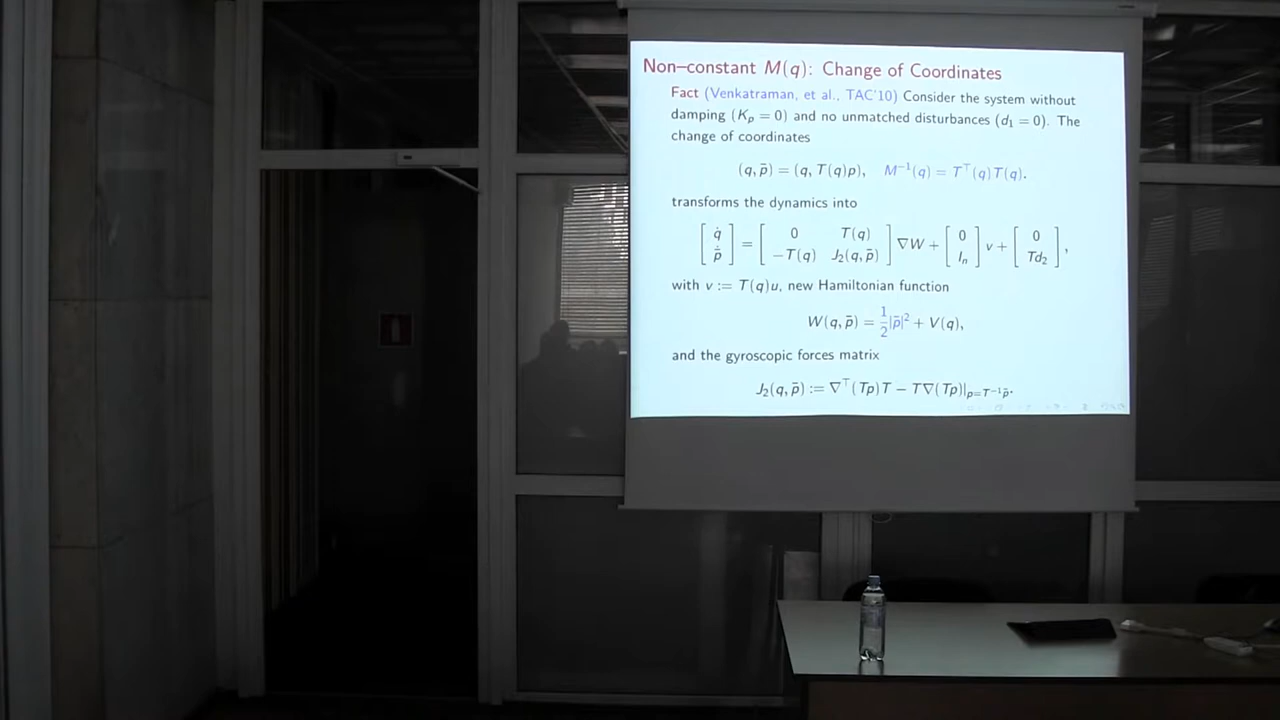 Non–constant M(q): Change of Coordinates
Fact (Venkatraman, et al., TAC'10) Consider the system without
damping (K_p = 0) and no unmatched disturbances (d_1 = 0). The
change of coordinates
(q, p̄) = (q, T(q)p), M^{-1}(q) = T^⊤(q)T(q).
transforms the dynamics into
[ q̇ ; \dot{p̄} ] = [ 0 T(q) ; −T(q) J_2(q, p̄) ] ∇W + [ 0 ; I_n ] v + [ 0 ; Td_2 ],
with v := T(q)u, new Hamiltonian function
W(q, p̄) = \frac{1}{2}|p̄|^2 + V(q),
and the gyroscopic forces matrix
J_2(q, p̄) := ∇^⊤(Tp)T − T∇(Tp)|_{p=T^{-1}p̄}.